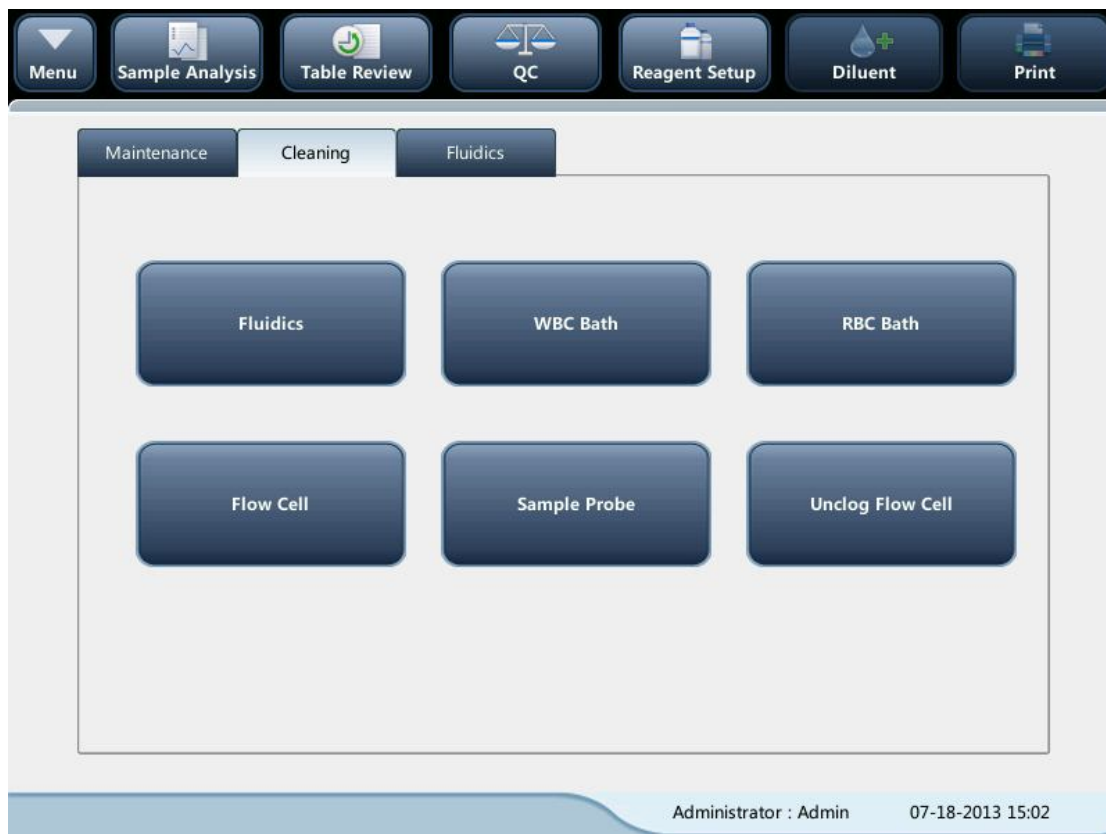 Menu
Sample Analysis
Table Review
QC
Reagent Setup
Diluent
Print
Maintenance
Cleaning
Fluidics
Fluidics
WBC Bath
RBC Bath
Flow Cell
Sample Probe
Unclog Flow Cell
Administrator : Admin
07-18-2013 15:02